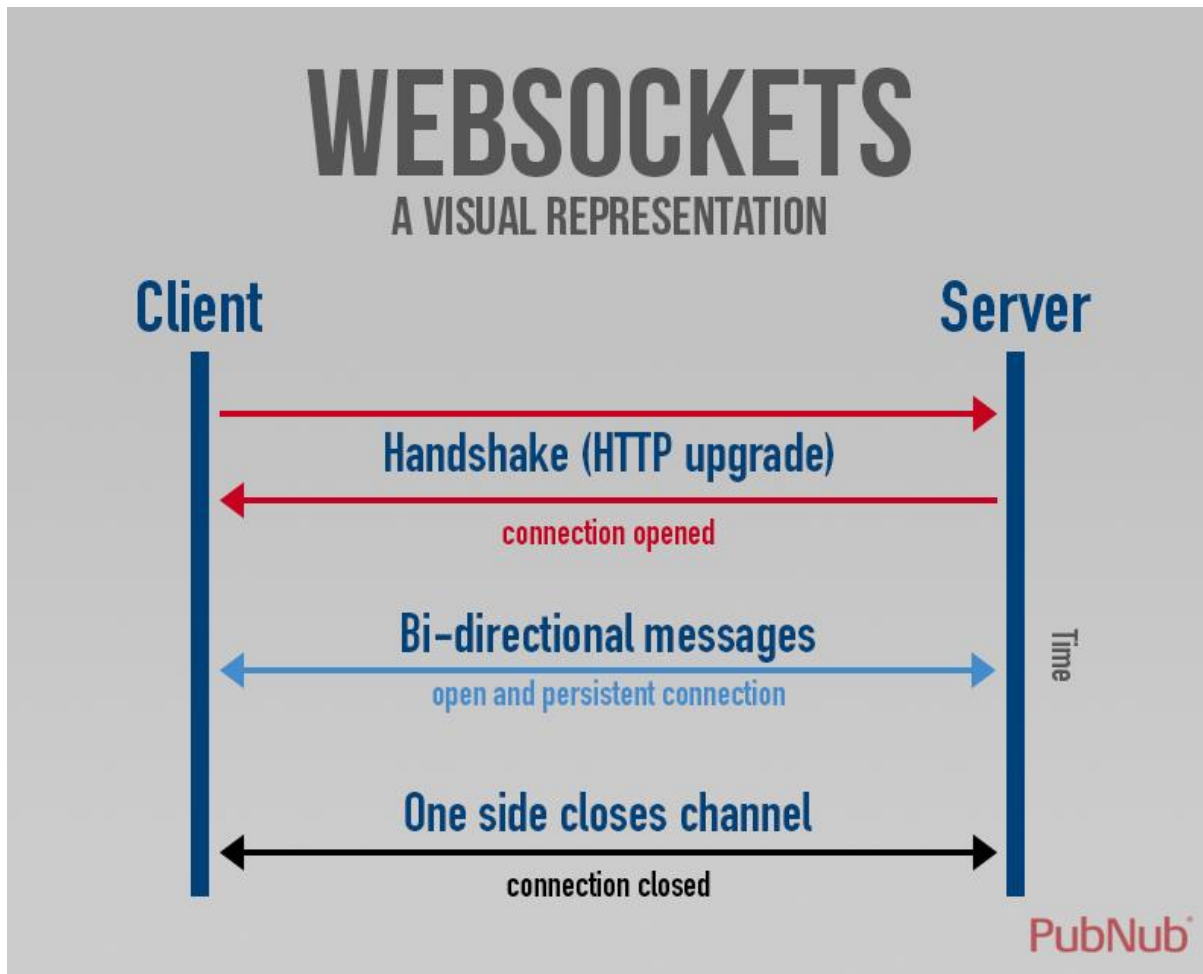 WEBSOCKETS
A VISUAL REPRESENTATION
Client
Server
Handshake (HTTP upgrade)
connection opened
Bi-directional messages
open and persistent connection
Time
One side closes channel
connection closed
PubNub